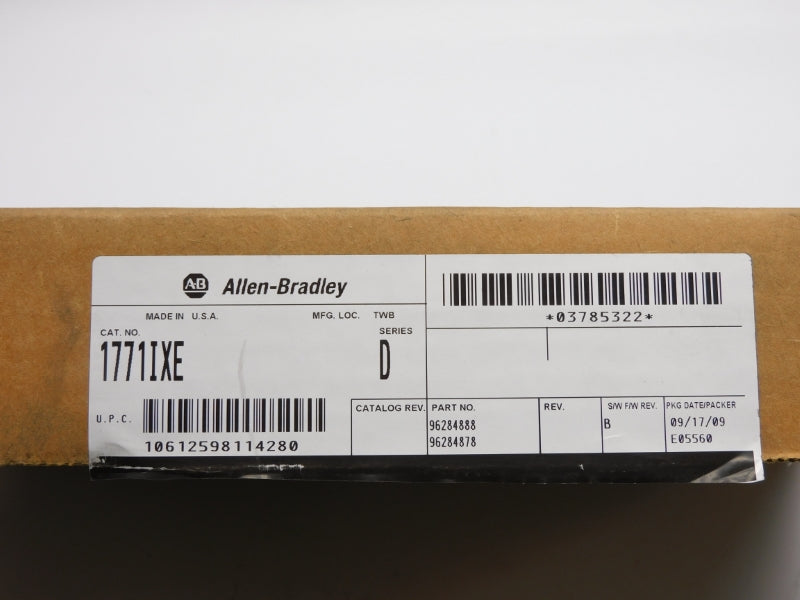 A-B Allen-Bradley
*03785322*
MADE IN U.S.A. MFG. LOC. TWB
CAT. NO. SERIES
1771IXE D
U.P.C.
10612598114280
CATALOG REV. PART NO. REV. S/W F/W REV. PKG DATE/PACKER
96284888 B 09/17/09
96284878 E05560